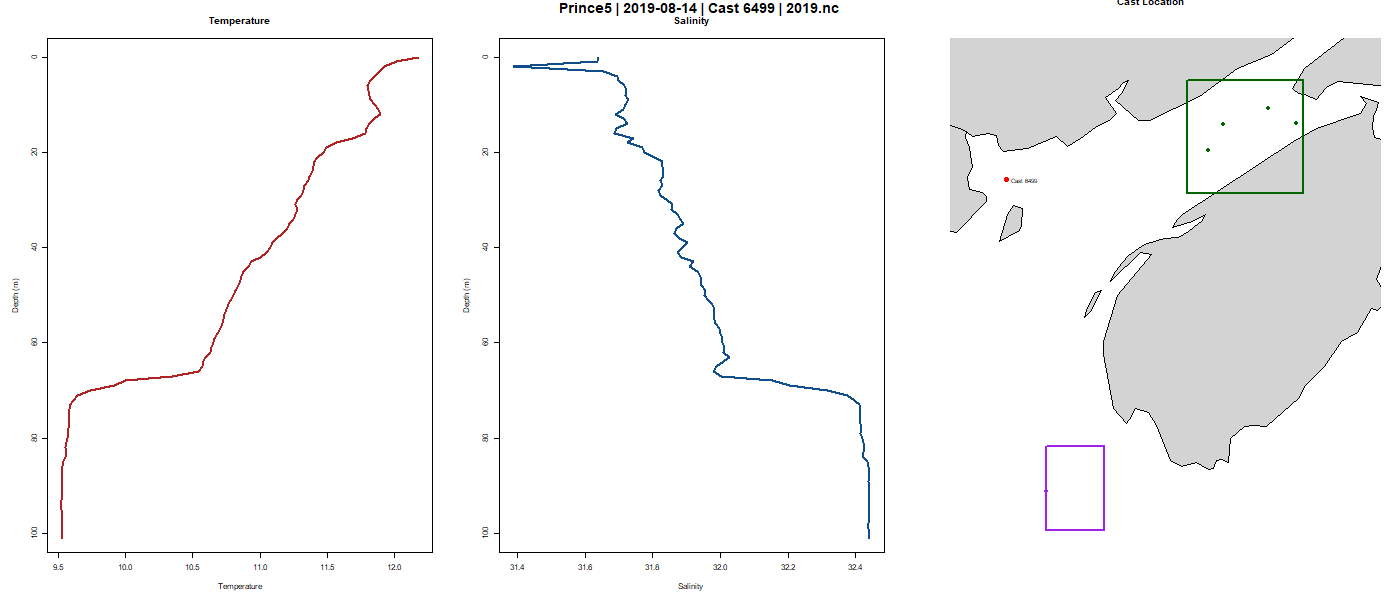 Prince5 | 2019-08-14 | Cast 6499 | 2019.nc
Temperature
Salinity
Cast Location
0
20
40
60
80
100
Depth (m)
9.5 10.0 10.5 11.0 11.5 12.0
Temperature
0
20
40
60
80
100
Depth (m)
31.4 31.6 31.8 32.0 32.2 32.4
Salinity
Cast 6499